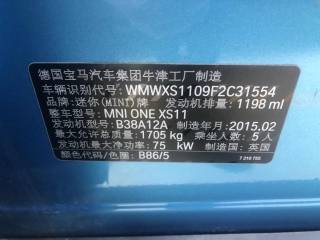 德国宝马汽车集团牛津工厂制造
车辆识别代号: WMWXS1109F2C31554
品牌: 迷你(MINI)牌 发动机排量: 1198 ml
整车型号: MNI ONE XS11
发动机型号: B38A12A 制造年月: 2015.02
最大允许总质量: 1705 kg 乘坐人数: 5 人
发动机最大净功率: 75 kW 制造国: 英国
颜色代号/色圈: B86/5